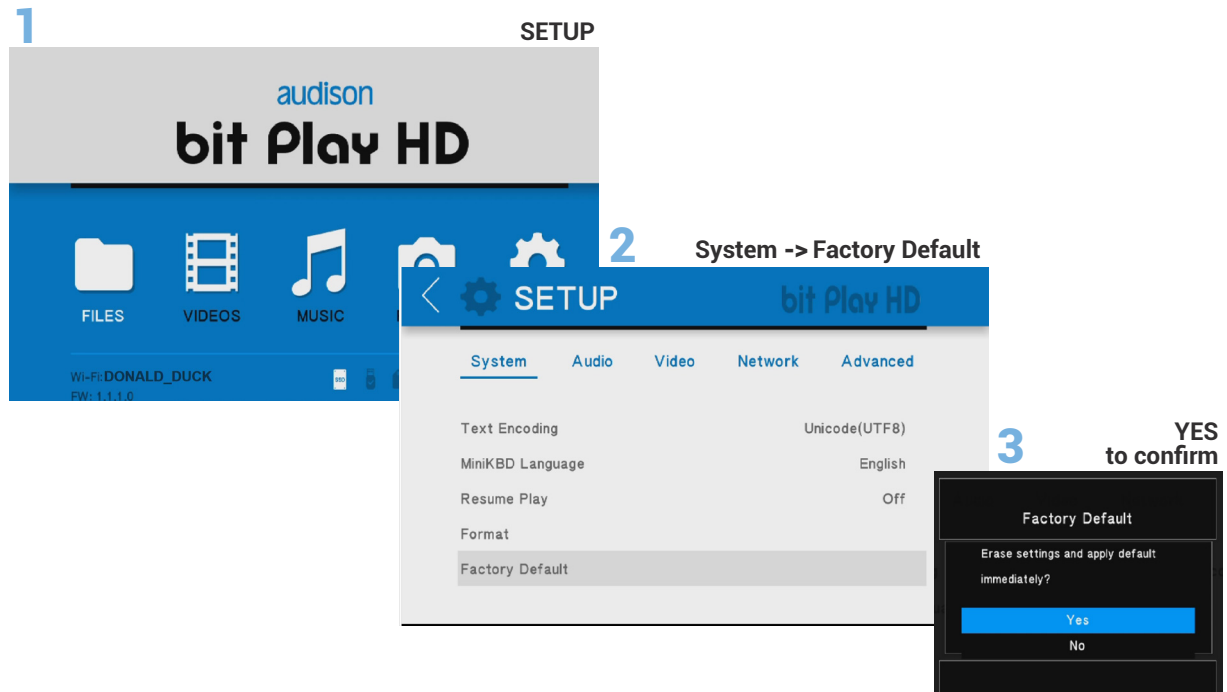 1
SETUP
audison
bit Play HD
FILES
VIDEOS
MUSIC
Wi-Fi:DONALD_DUCK
SSD
FW: 1.1.1.0
2
System -> Factory Default
SETUP
bit Play HD
System Audio Video Network Advanced
Text Encoding Unicode(UTF8)
MiniKBD Language English
Resume Play Off
Format
Factory Default
3
YES
to confirm
Factory Default
Erase settings and apply default
immediately?
Yes
No